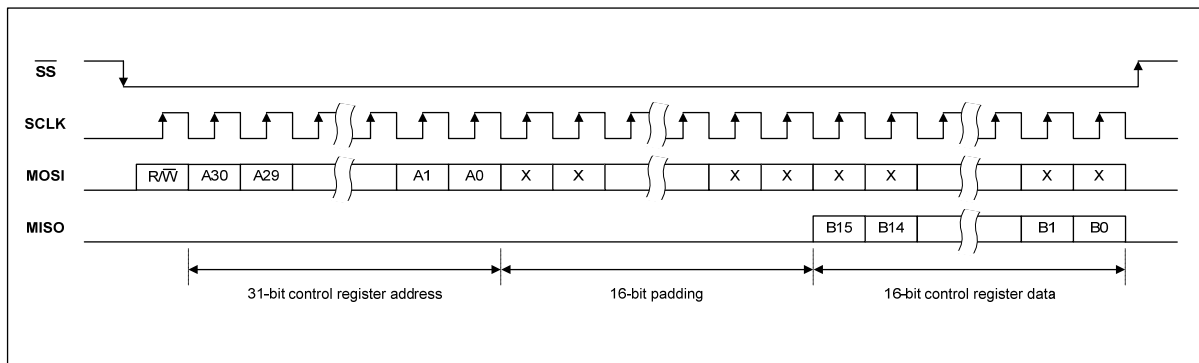 SS
SCLK
MOSI R/W A30 A29 A1 A0 X X X X X X X X
MISO B15 B14 B1 B0
31-bit control register address 16-bit padding 16-bit control register data